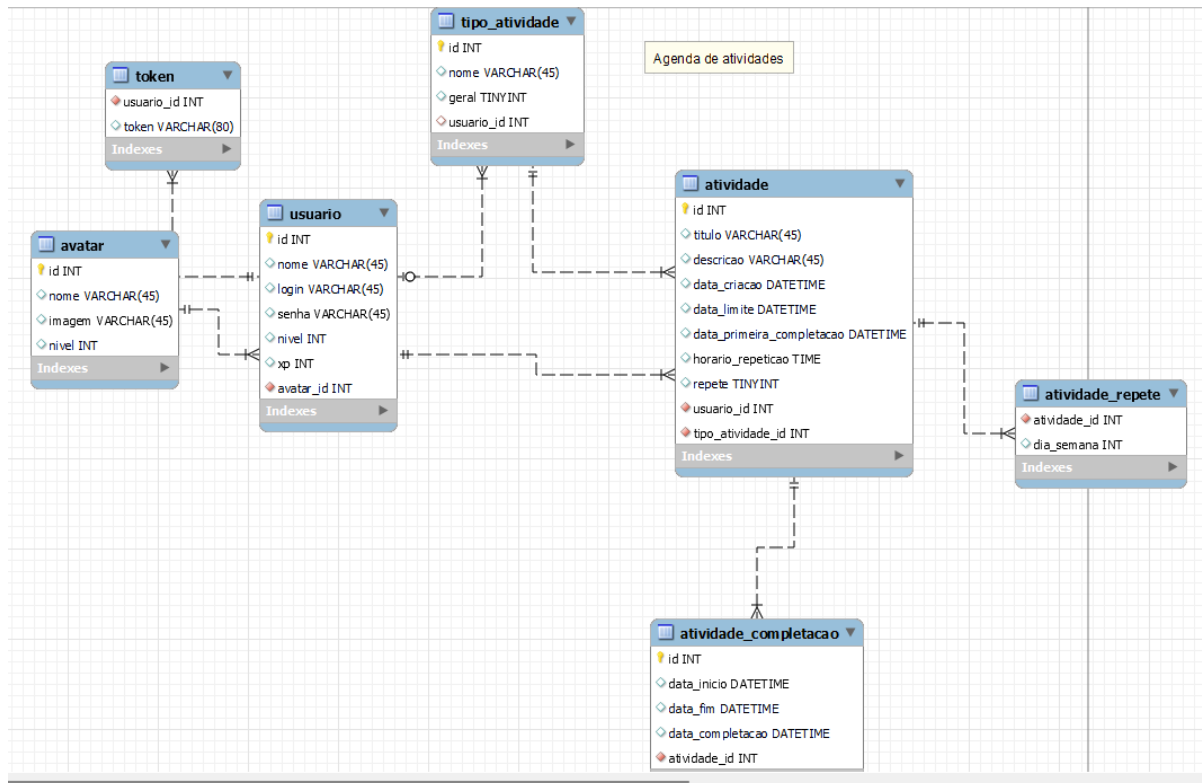 tipo_atividade
id INT
nome VARCHAR(45)
geral TINYINT
usuario_id INT
Indexes
Agenda de atividades
token
usuario_id INT
token VARCHAR(80)
Indexes
avatar
id INT
nome VARCHAR(45)
imagem VARCHAR(45)
nivel INT
Indexes
usuario
id INT
nome VARCHAR(45)
login VARCHAR(45)
senha VARCHAR(45)
nivel INT
xp INT
avatar_id INT
Indexes
atividade
id INT
titulo VARCHAR(45)
descricao VARCHAR(45)
data_criacao DATETIME
data_limite DATETIME
data_primeira_completacao DATETIME
horario_repeticao TIME
repete TINYINT
usuario_id INT
tipo_atividade_id INT
Indexes
atividade_repete
atividade_id INT
dia_semana INT
Indexes
atividade_completacao
id INT
data_inicio DATETIME
data_fim DATETIME
data_completacao DATETIME
atividade_id INT